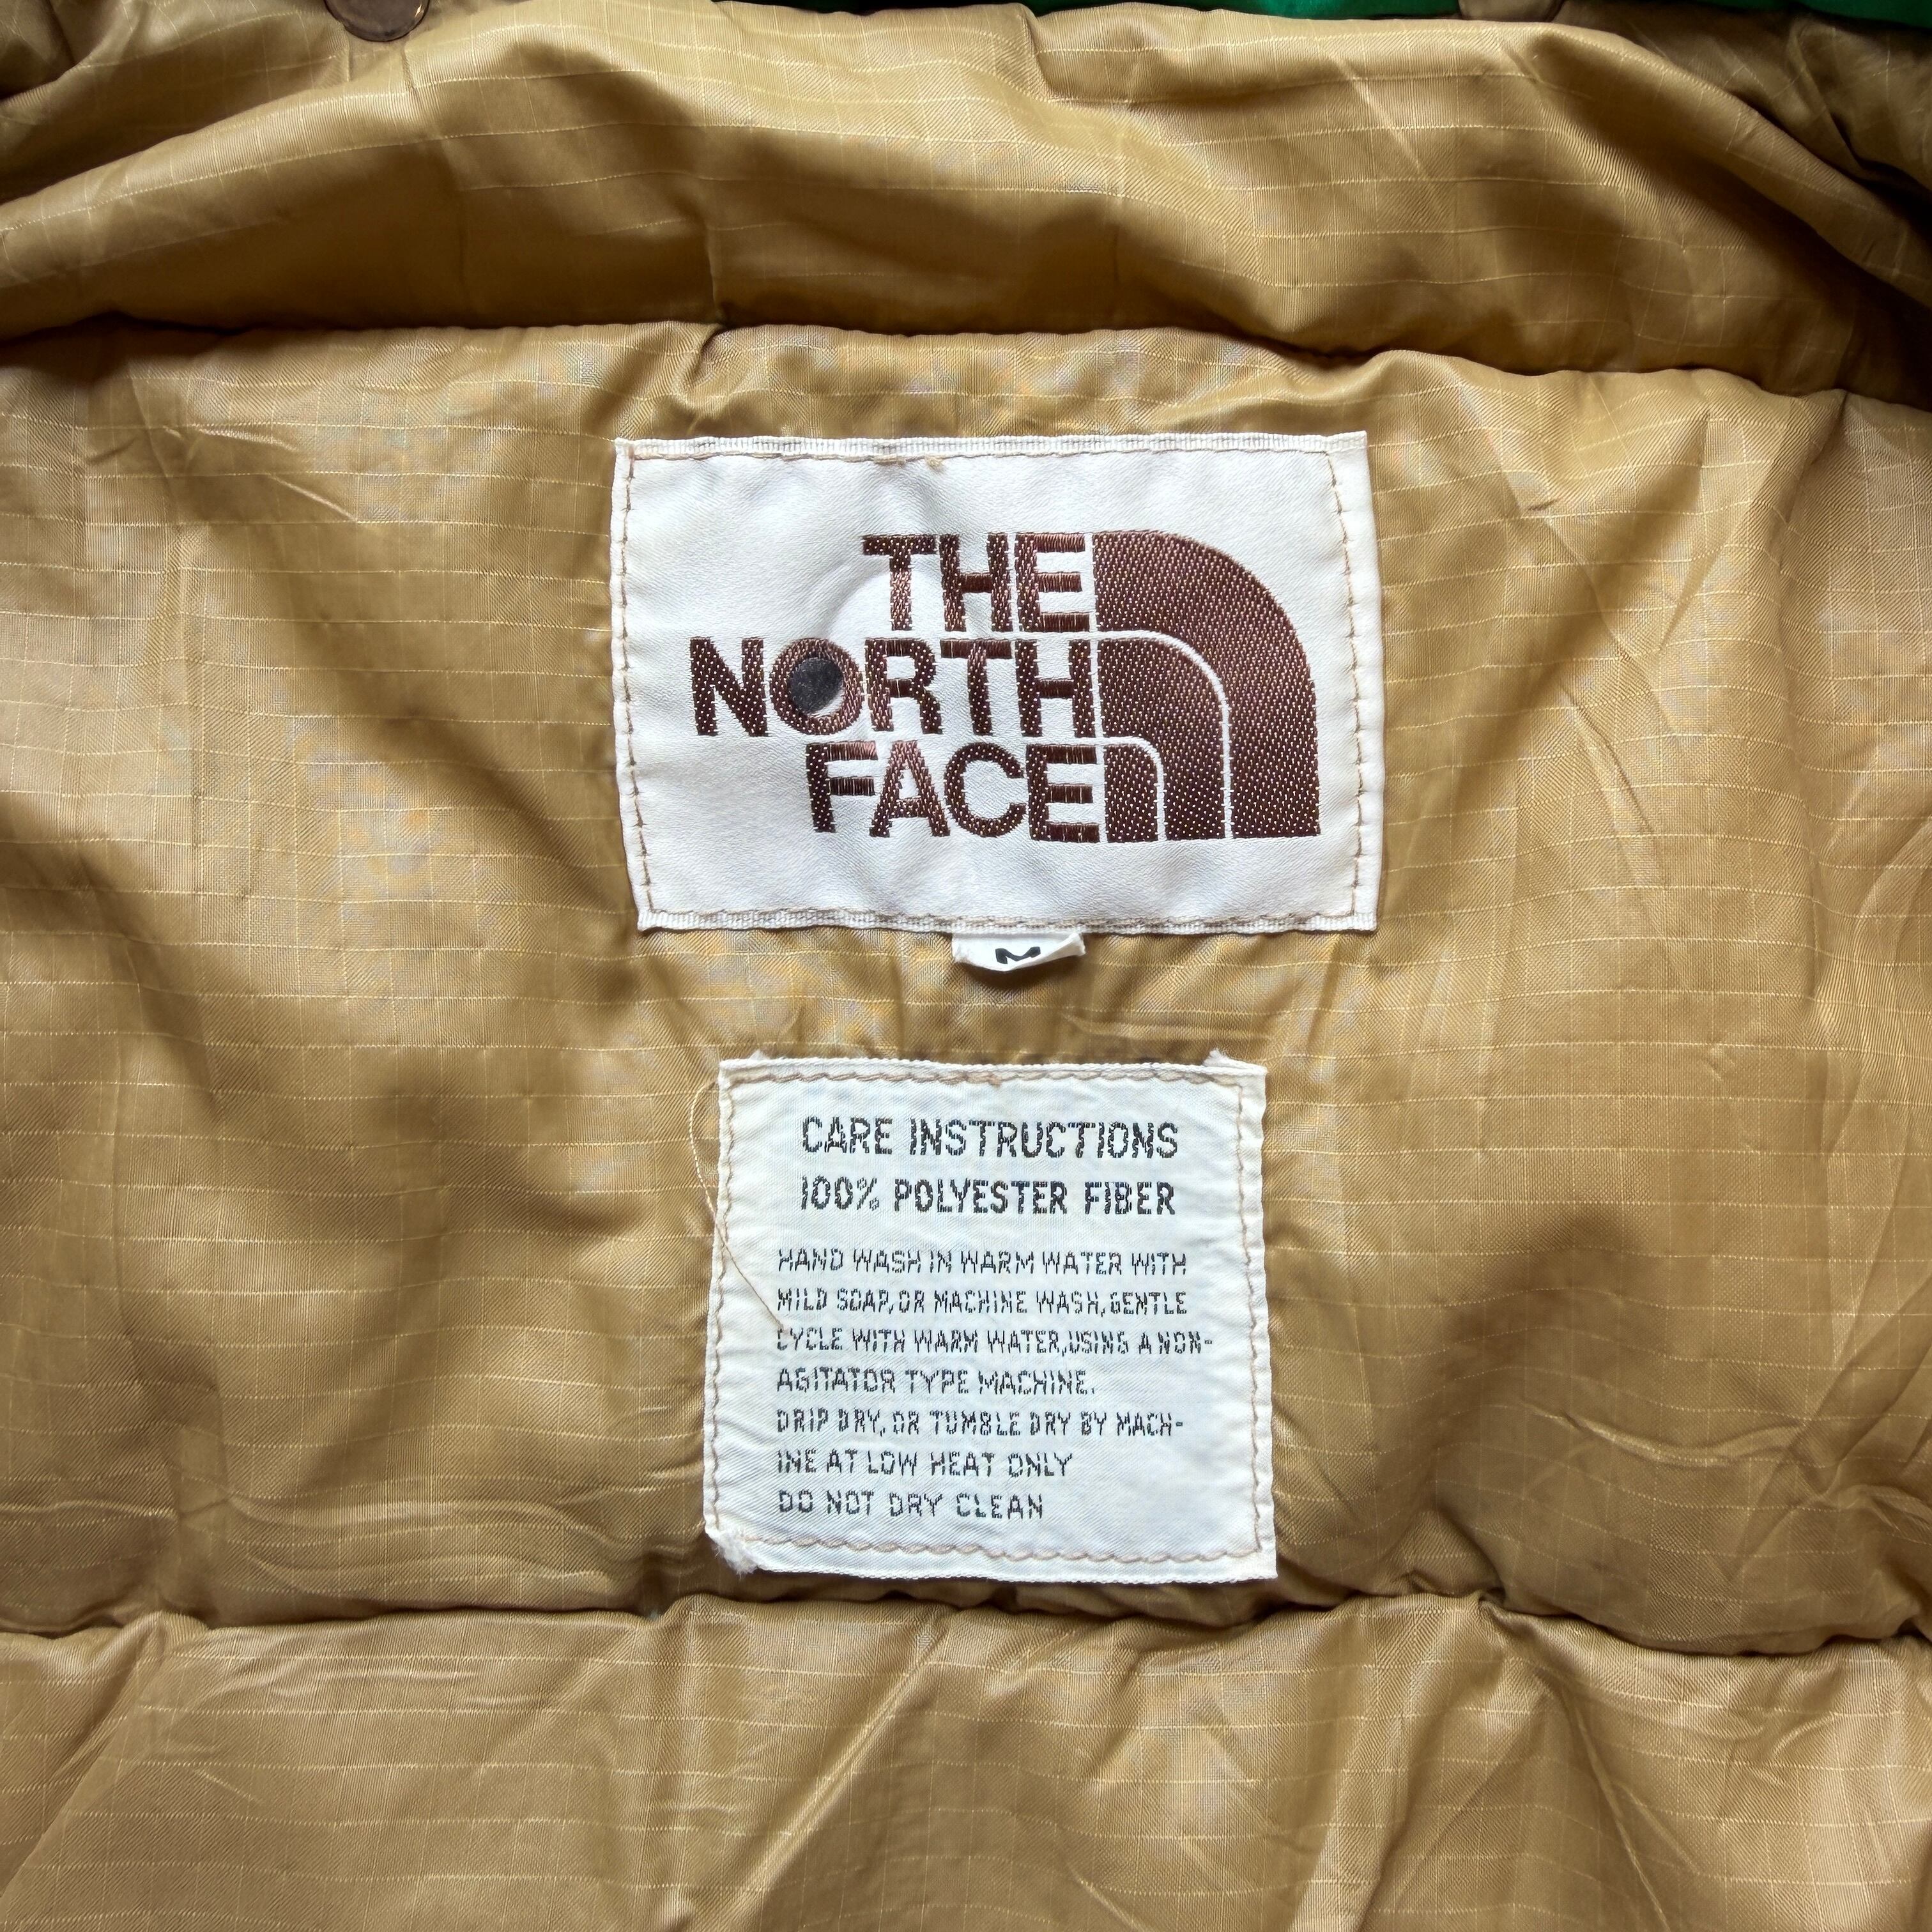 THE
NORTH
FACE
M
CARE INSTRUCTIONS
100% POLYESTER FIBER
HAND WASH IN WARM WATER WITH
MILD SOAP, OR MACHINE WASH, GENTLE
CYCLE WITH WARM WATER, USING A NON-
AGITATOR TYPE MACHINE.
DRIP DRY, OR TUMBLE DRY BY MACH-
INE AT LOW HEAT ONLY
DO NOT DRY CLEAN